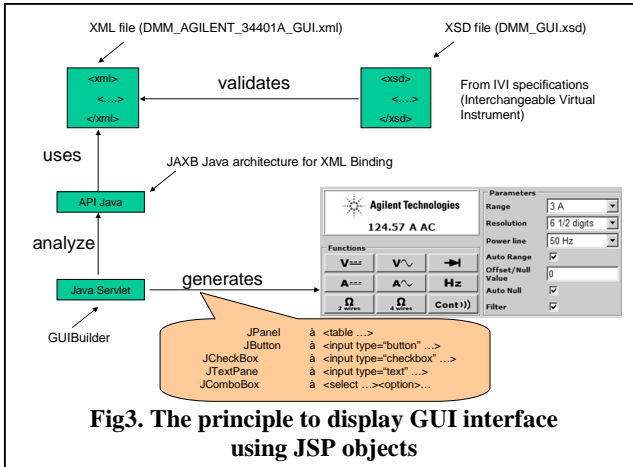 XML file (DMM_AGILENT_34401A_GUI.xml)
XSD file (DMM_GUI.xsd)
<xml>
<....>
</xml>
validates
<xsd>
<....>
</xsd>
From IVI specifications
(Interchangeable Virtual
Instrument)
uses
JAXB Java architecture for XML Binding
API Java
analyze
Java Servlet
generates
GUIBuilder
Agilent Technologies
124.57 A AC
Functions
V
V
A
A
Hz
Ω
2 wires
Ω
4 wires
Cont)))
Parameters
Range 3 A
Resolution 6 1/2 digits
Power line 50 Hz
Auto Range
Offset/Null
Value 0
Auto Null
Filter
JPanel à <table …>
JButton à <input type=“button” …>
JCheckBox à <input type=“checkbox” …>
JTextPane à <input type=“text” …>
JComboBox à <select …><option>…
Fig3. The principle to display GUI interface
using JSP objects